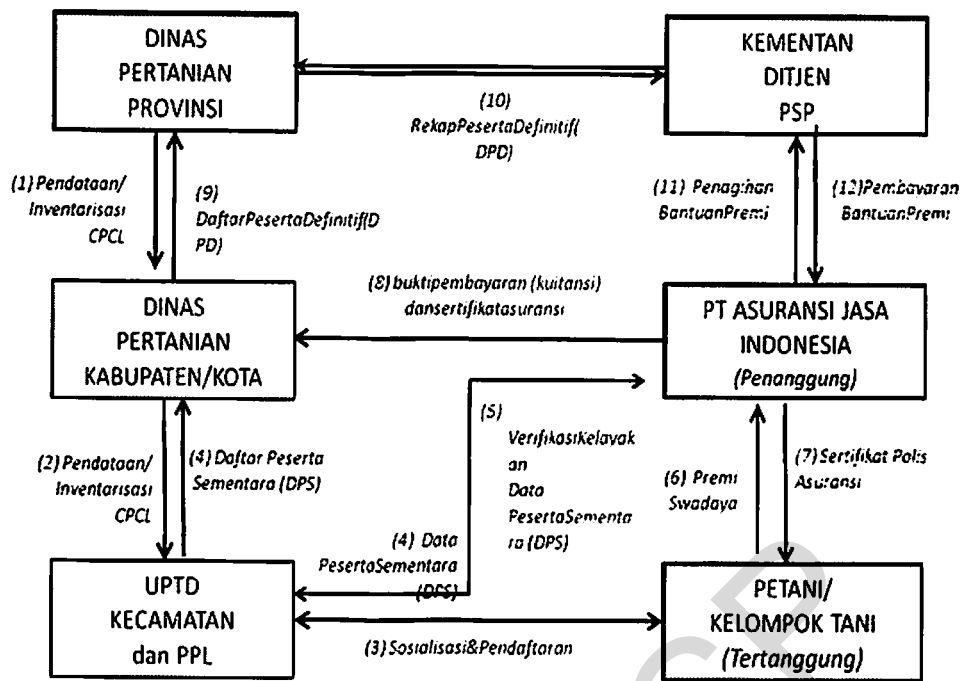 DINAS
PERTANIAN
PROVINSI
KEMENTAN
DITJEN
PSP
(10)
RekapPesertaDefinitif(
DPD)
(1) Pendataan/
Inventarisasi
CPCL
(9)
DaftarPesertaDefinitif(D
PD)
(11) Penagihan
BantuanPremi
(12)Pembayaran
BantuanPremi
(8) buktipembayaran (kuitansi)
dansertifikatasuransi
DINAS
PERTANIAN
KABUPATEN/KOTA
PT ASURANSI JASA
INDONESIA
(Penanggung)
(2) Pendataan/
Inventarisasi
CPCL
(4) Daftar Peserta
Sementara (DPS)
(5)
VerifikasiKelayak
an
Data
PesertaSementa
ra (DPS)
(6) Premi
Swadaya
(7) Sertifikat Polis
Asuransi
(4) Data
PesertaSementara
(DPS)
UPTD
KECAMATAN
dan PPL
(3) Sosialisasi&Pendaftaran
PETANI/
KELOMPOK TANI
(Tertanggung)